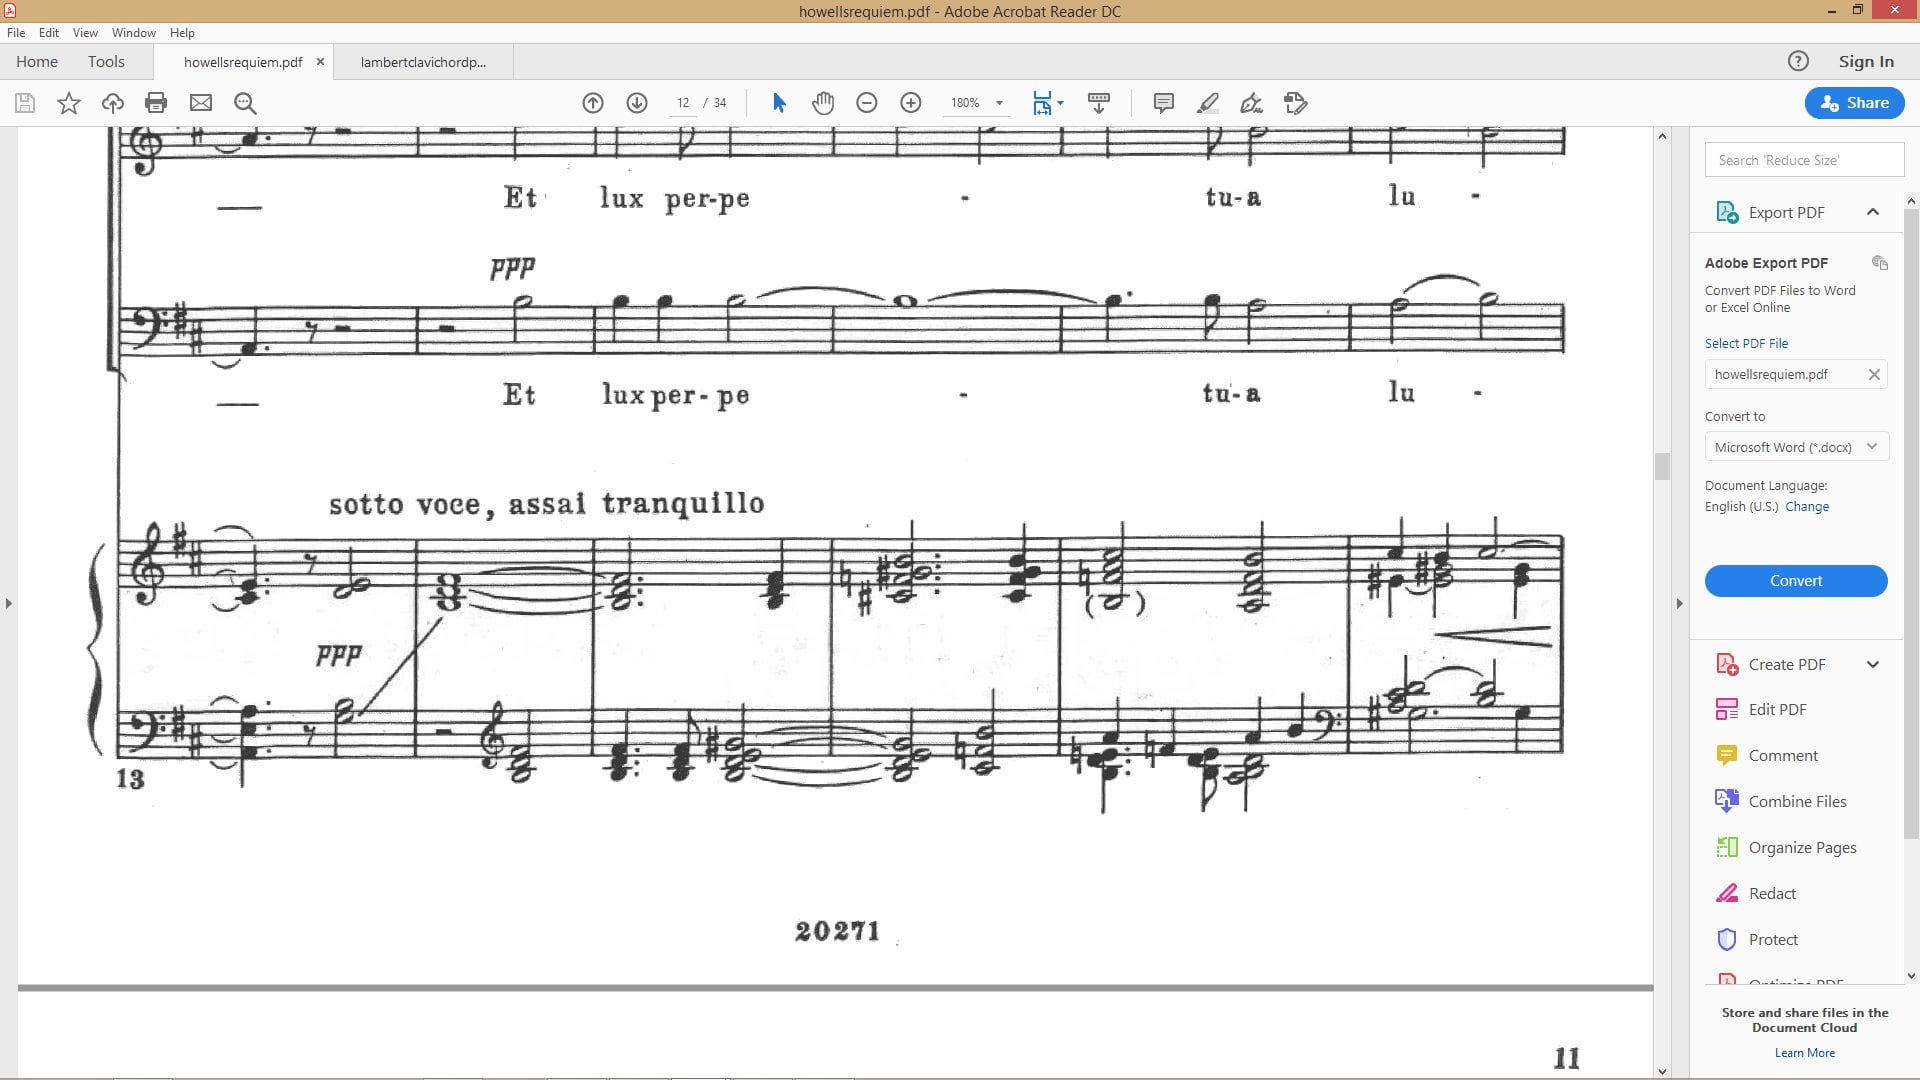 howellsrequiem.pdf - Adobe Acrobat Reader DC
File Edit View Window Help
Home Tools howellsrequiem.pdf × lambertclavichordp... ? Sign In
12 / 34 180% Share
Et lux per-pe - tu-a lu -
ppp
Et lux per-pe - tu-a lu -
sotto voce, assai tranquillo
ppp
13
20271
11
Search 'Reduce Size'
Export PDF
Adobe Export PDF
Convert PDF Files to Word
or Excel Online
Select PDF File
howellsrequiem.pdf
Convert to
Microsoft Word (*.docx)
Document Language:
English (U.S.) Change
Convert
Create PDF
Edit PDF
Comment
Combine Files
Organize Pages
Redact
Protect
Optimize PDF
Store and share files in the
Document Cloud
Learn More